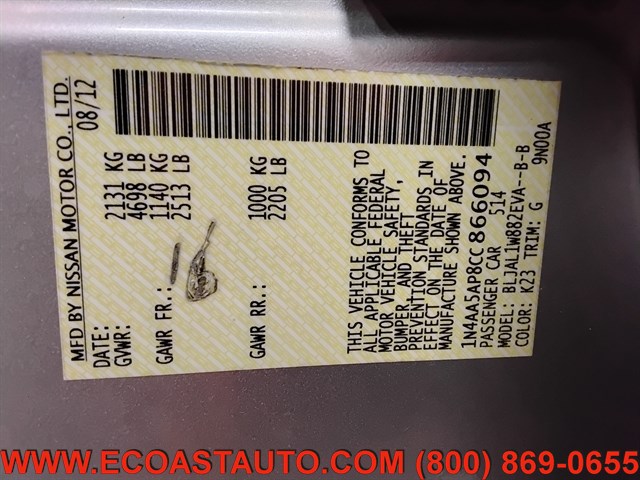 MFD BY NISSAN MOTOR CO., LTD.
DATE: 08/12
GVWR: 2131 KG
4698 LB
GAWR FR.: 1140 KG
2513 LB
GAWR RR.: 1000 KG
2205 LB
THIS VEHICLE CONFORMS TO
ALL APPLICABLE FEDERAL
MOTOR VEHICLE SAFETY,
BUMPER, AND THEFT
PREVENTION STANDARDS IN
EFFECT ON THE DATE OF
MANUFACTURE SHOWN ABOVE.
1N4AA5AP8CC866094
PASSENGER CAR 514
MODEL: BLJAL1W882EVA--B-B
COLOR: K23 TRIM: G 9N00A
WWW.ECOASTAUTO.COM (800) 869-0655